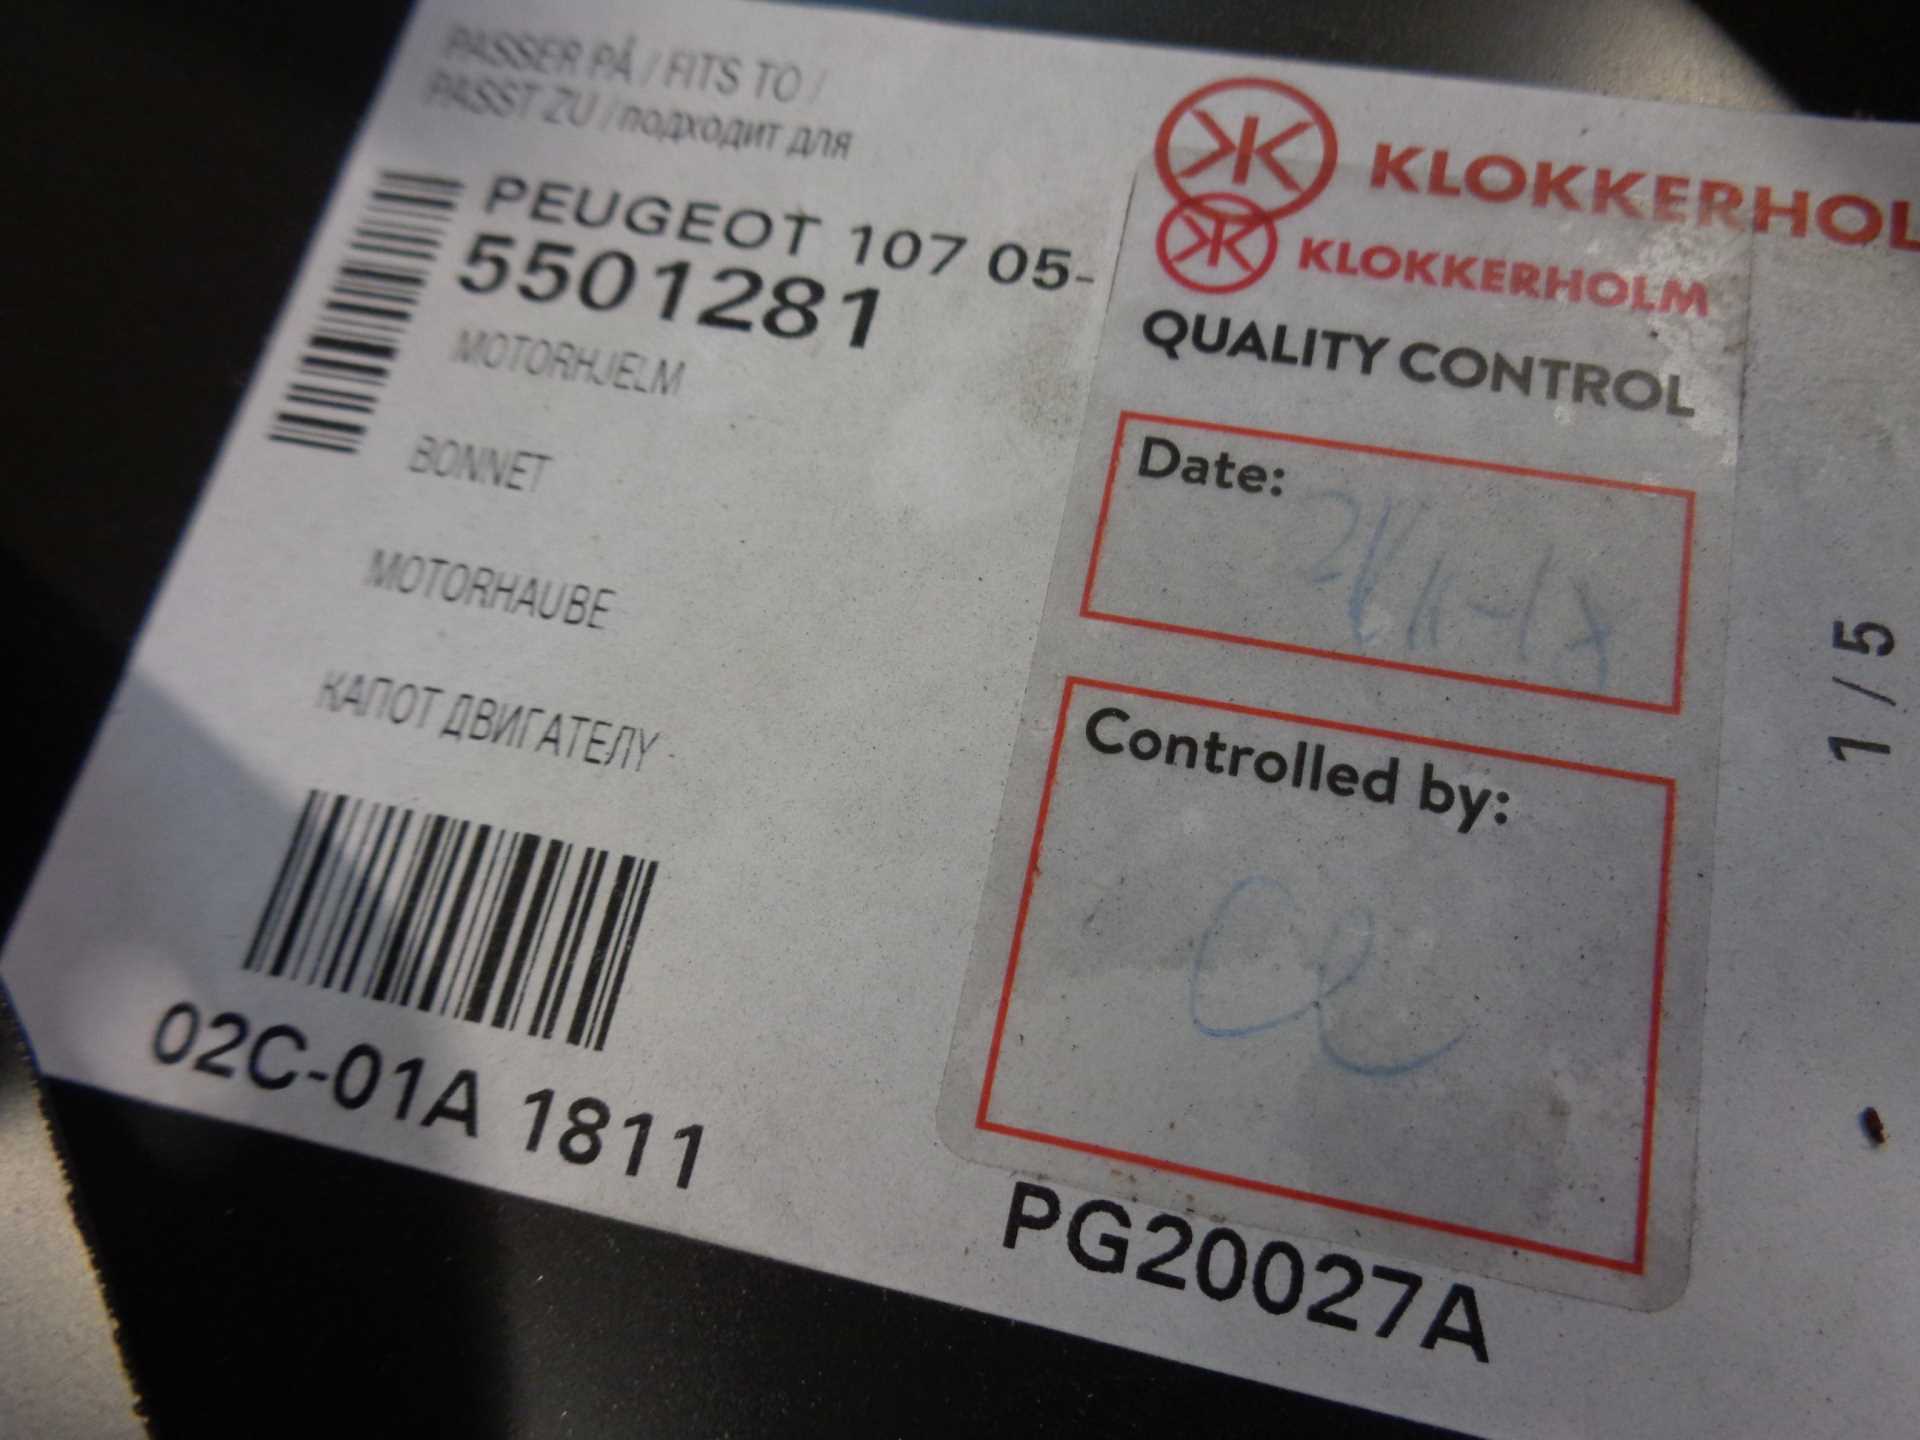 PASSER PÅ / FITS TO /
PASST ZU / подходит для
PEUGEOT 107 05-
5501281
MOTORHJELM
BONNET
MOTORHAUBE
КАПОТ ДВИГАТЕЛУ -
02C-01A 1811
KLOKKERHOL
KLOKKERHOLM
QUALITY CONTROL
Date:
Controlled by:
PG20027A
1 / 5